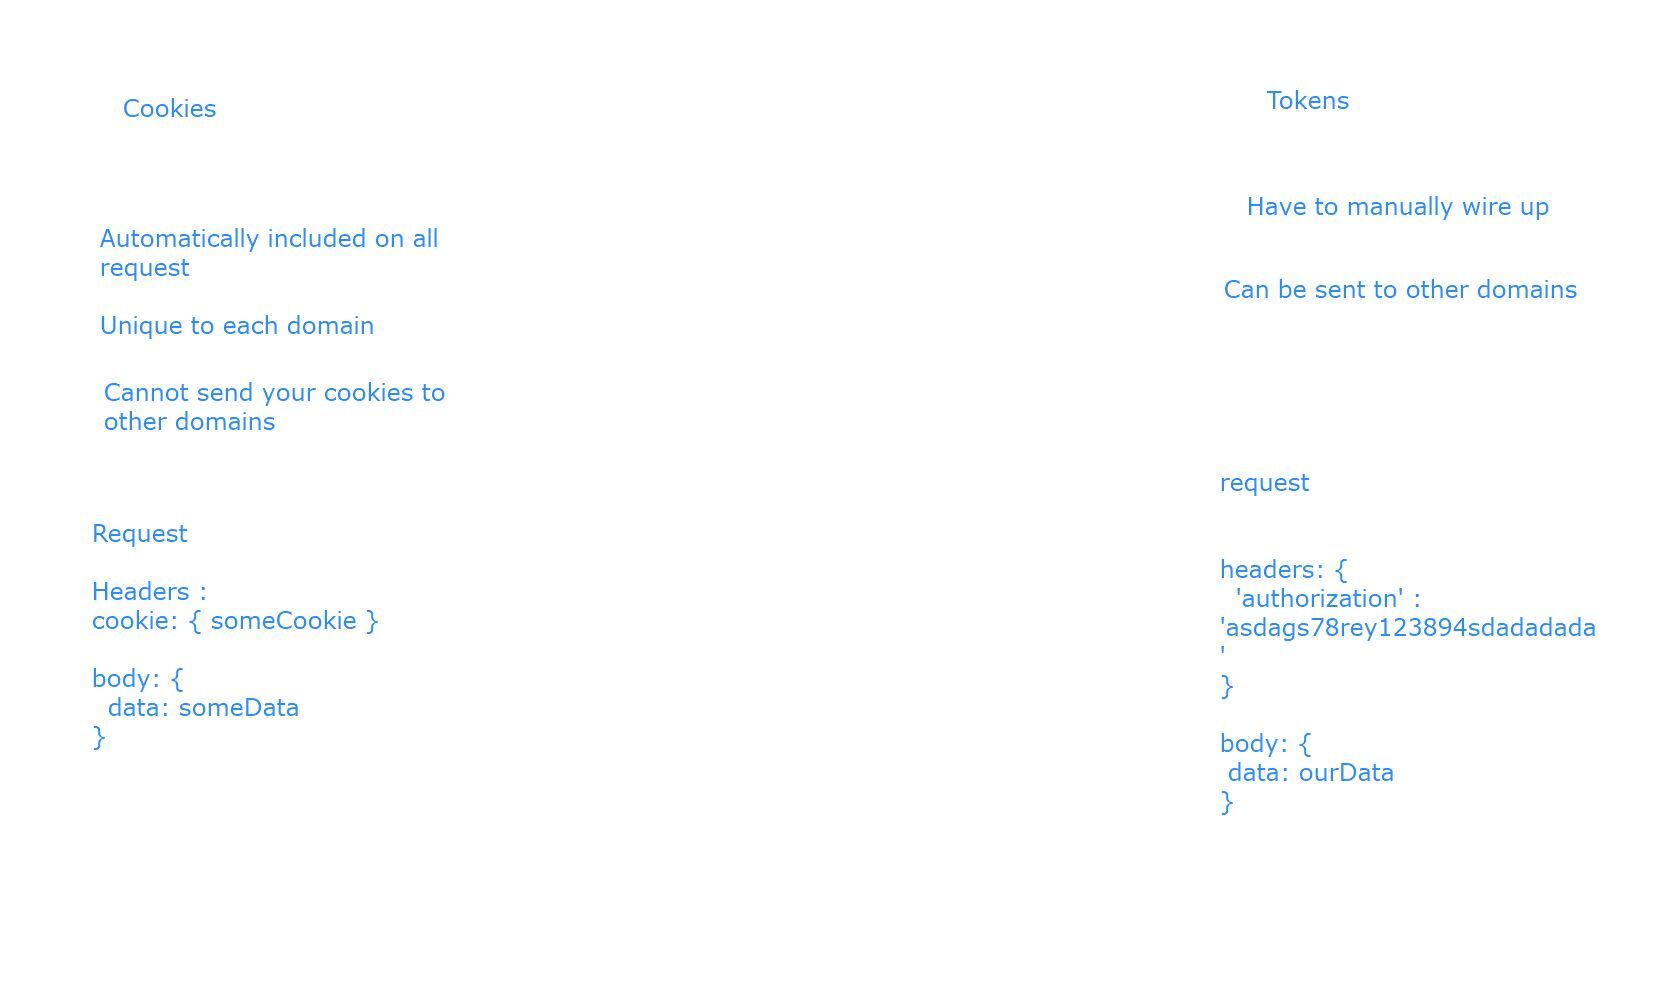 Cookies
Automatically included on all
request
Unique to each domain
Cannot send your cookies to
other domains
Request
Headers :
cookie: { someCookie }
body: {
data: someData
}
Tokens
Have to manually wire up
Can be sent to other domains
request
headers: {
'authorization' :
'asdags78rey123894sdadadada
'
}
body: {
data: ourData
}